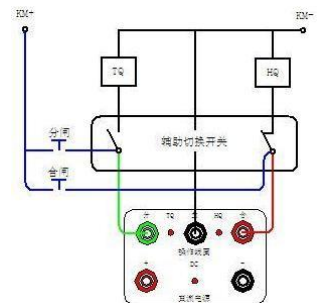 KM+
KM-
TQ
HQ
分闸
辅助切换开关
合闸
分 TQ HQ 合
操作线圈
+ DC -
直流电源